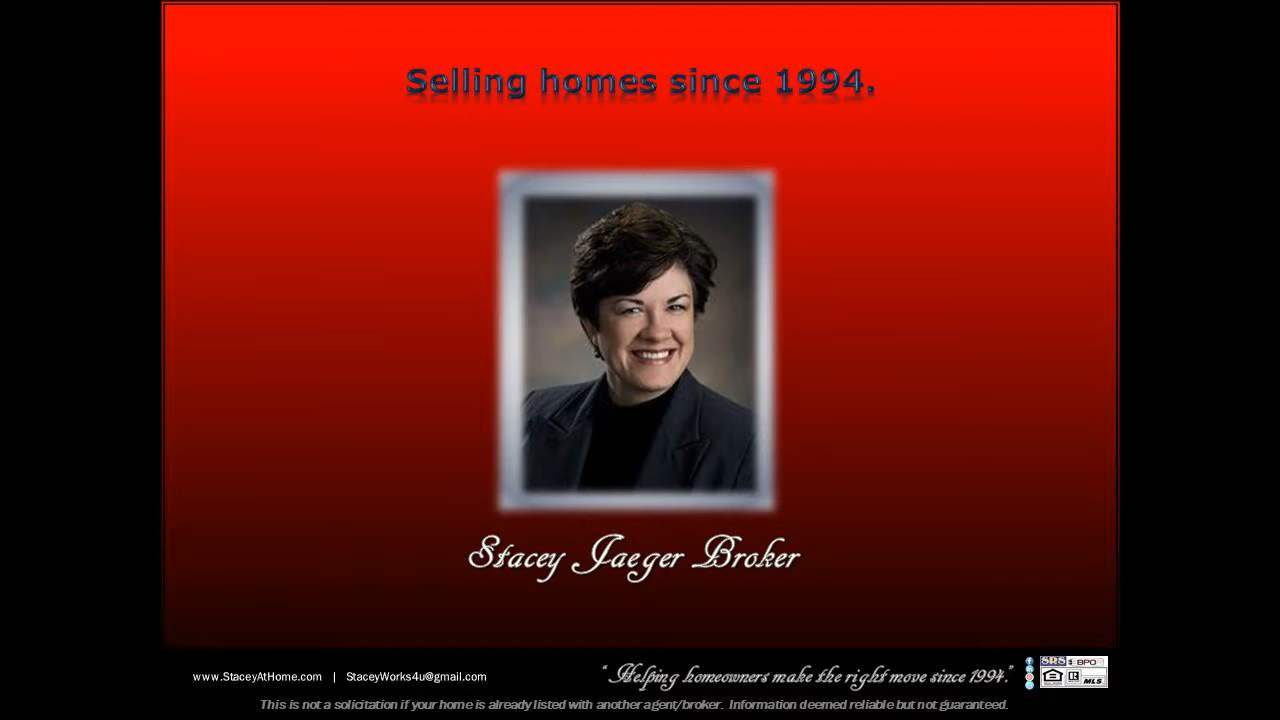 Selling homes since 1994.
Stacey Jaeger Broker
www.StaceyAtHome.com | StaceyWorks4u@gmail.com
“Helping homeowners make the right move since 1994.”
SRS BPO
R MLS
This is not a solicitation if your home is already listed with another agent/broker. Information deemed reliable but not guaranteed.